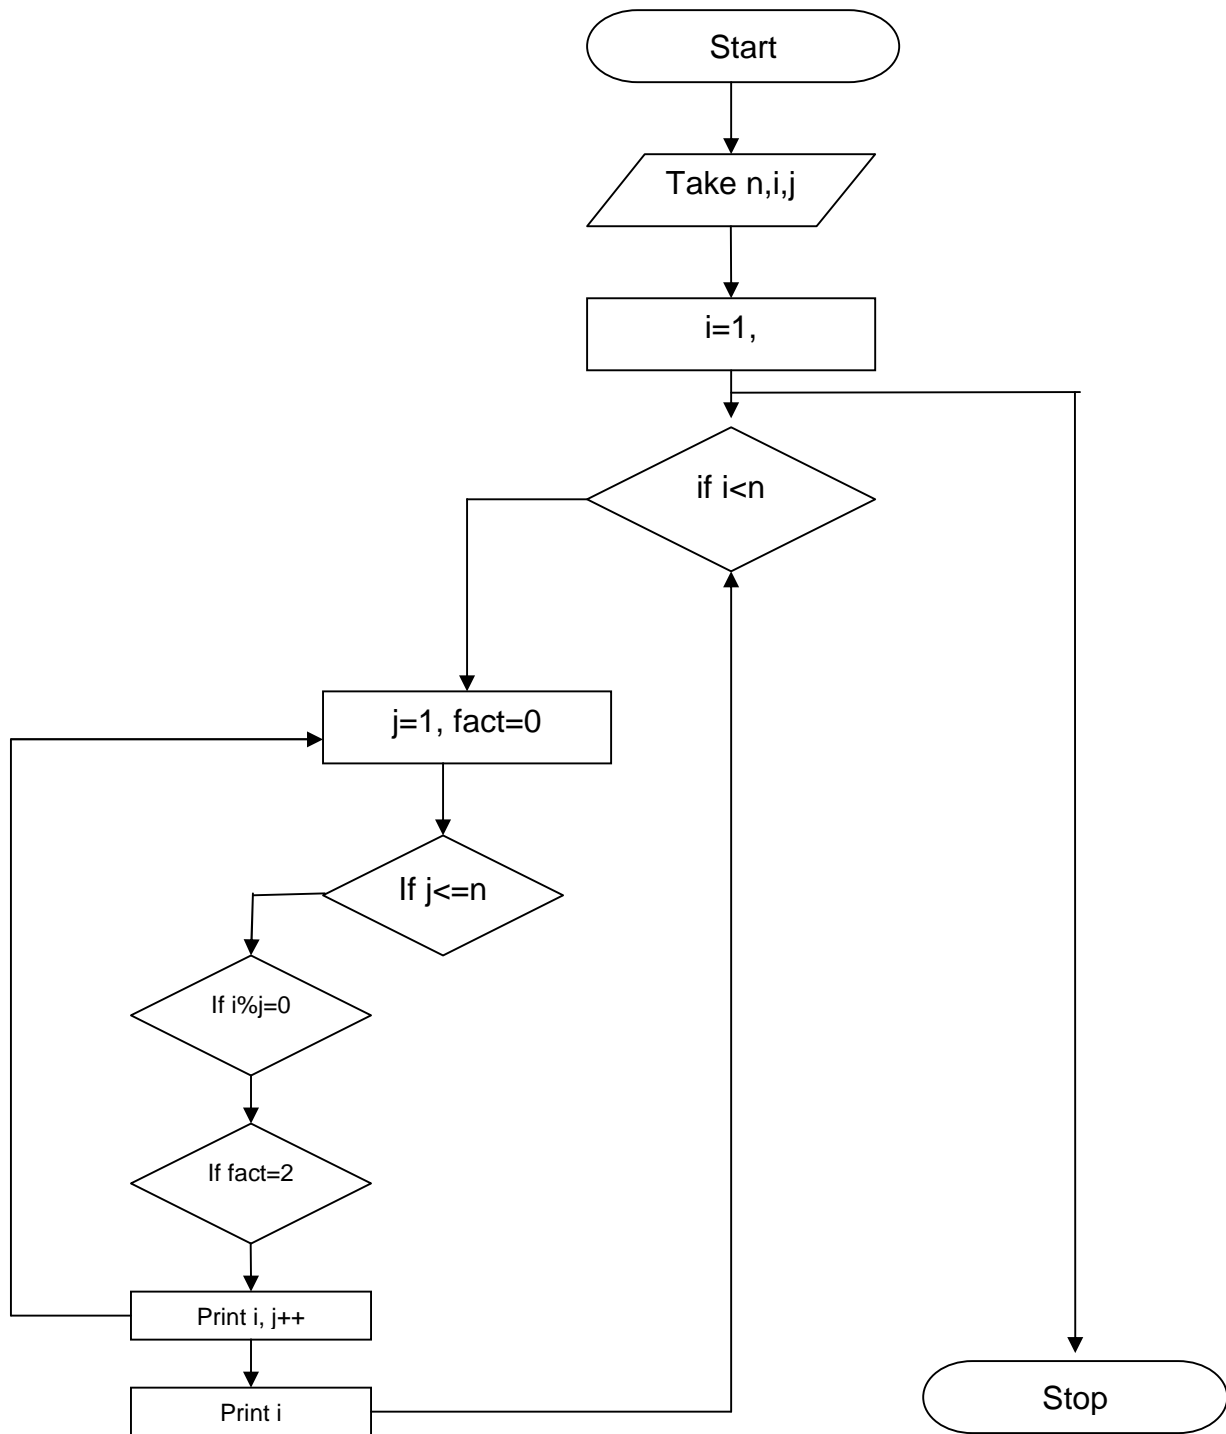 Start
Take n,i,j
i=1,
if i<n
j=1, fact=0
If j<=n
If i%j=0
If fact=2
Print i, j++
Print i
Stop